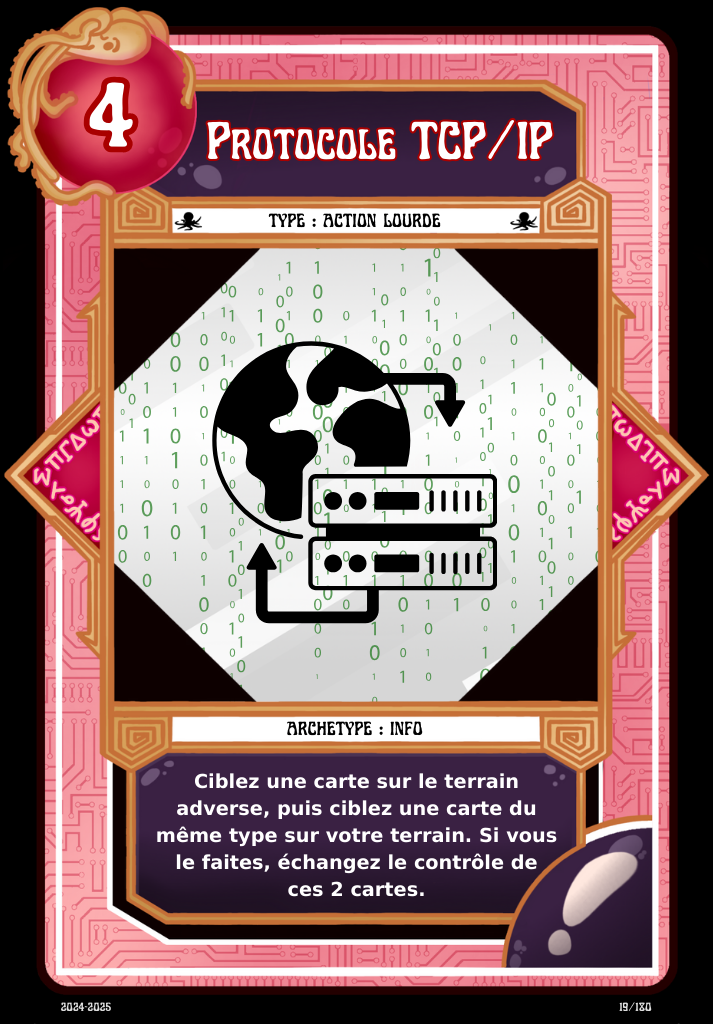 4
PROTOCOLE TCP/IP
TYPE : ACTION LOURDE
ARCHETYPE : INFO
Ciblez une carte sur le terrain
adverse, puis ciblez une carte du
même type sur votre terrain. Si vous
le faites, échangez le contrôle de
ces 2 cartes.
2024-2025
19/180